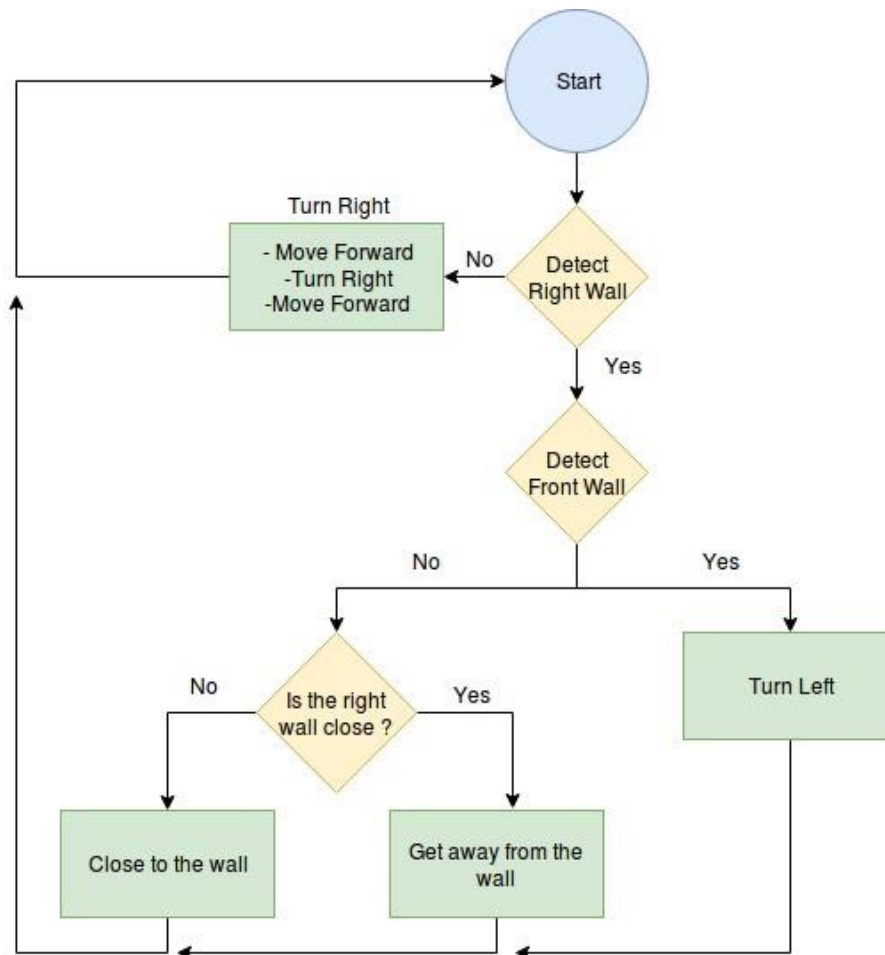 Start
Turn Right
- Move Forward
-Turn Right
-Move Forward
No
Detect
Right Wall
Yes
Detect
Front Wall
No
Yes
No
Is the right
wall close ?
Yes
Turn Left
Close to the wall
Get away from the
wall